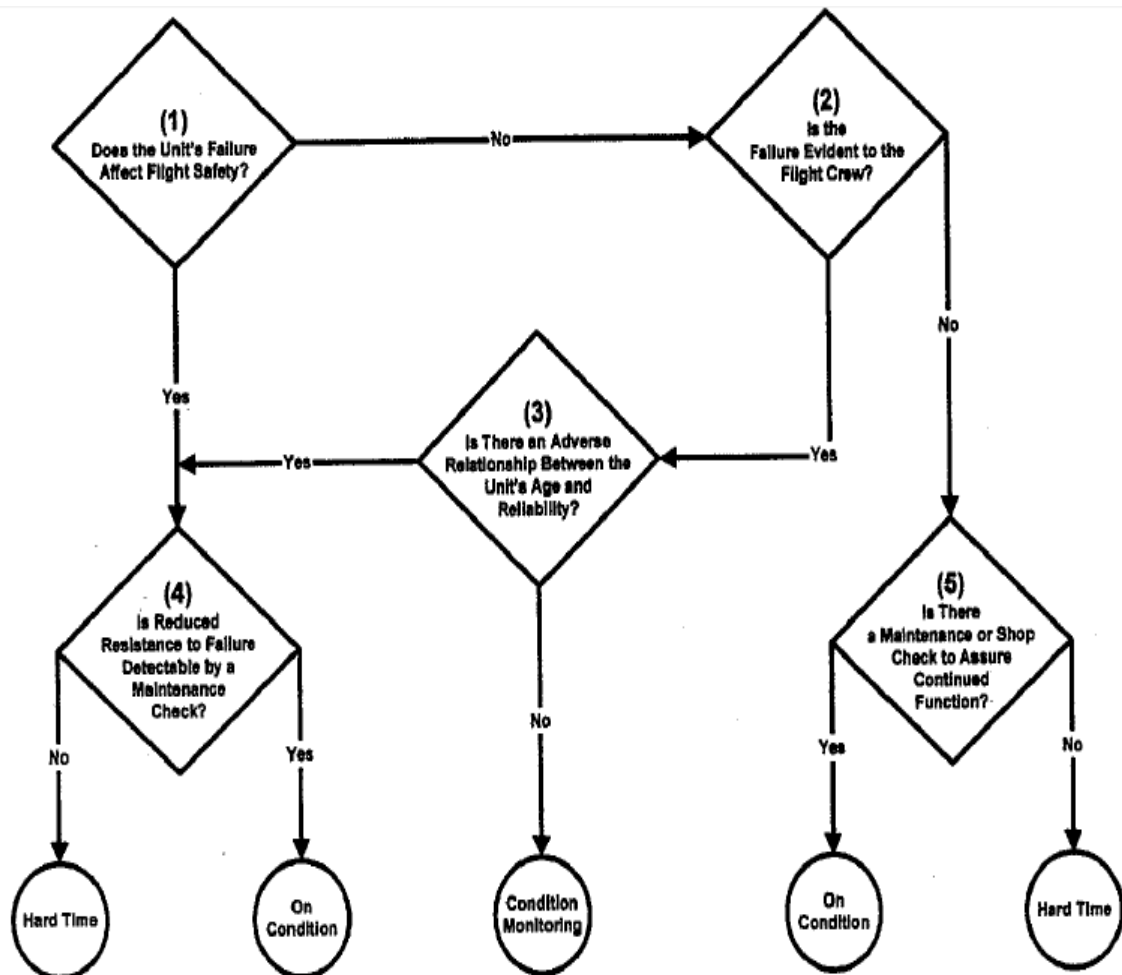 (1)
Does the Unit's Failure
Affect Flight Safety?
No
(2)
Is the
Failure Evident to the
Flight Crew?
Yes
No
(3)
Is There an Adverse
Relationship Between the
Unit's Age and
Reliability?
Yes
Yes
(4)
Is Reduced
Resistance to Failure
Detectable by a
Maintenance
Check?
(5)
Is There
a Maintenance or Shop
Check to Assure
Continued
Function?
No
Yes
No
Yes
No
Hard Time
On
Condition
Condition
Monitoring
On
Condition
Hard Time